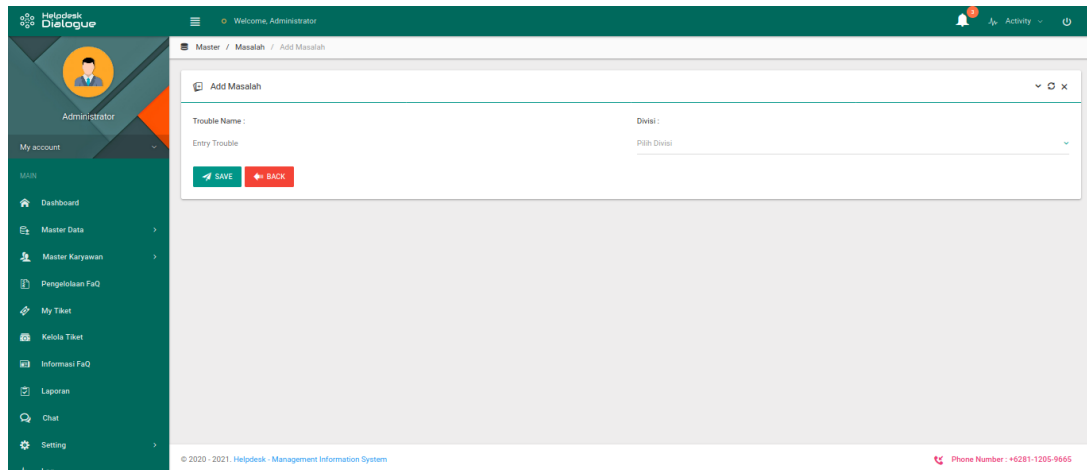 Helpdesk
Dialogue
Welcome, Administrator
3
Activity
Master / Masalah / Add Masalah
Administrator
My account
MAIN
Dashboard
Master Data
Master Karyawan
Pengelolaan FaQ
My Tiket
Kelola Tiket
Informasi FaQ
Laporan
Chat
Setting
Add Masalah
Trouble Name :
Divisi :
Entry Trouble
Pilih Divisi
SAVE
BACK
© 2020 - 2021. Helpdesk - Management Information System
Phone Number : +6281-1205-9665